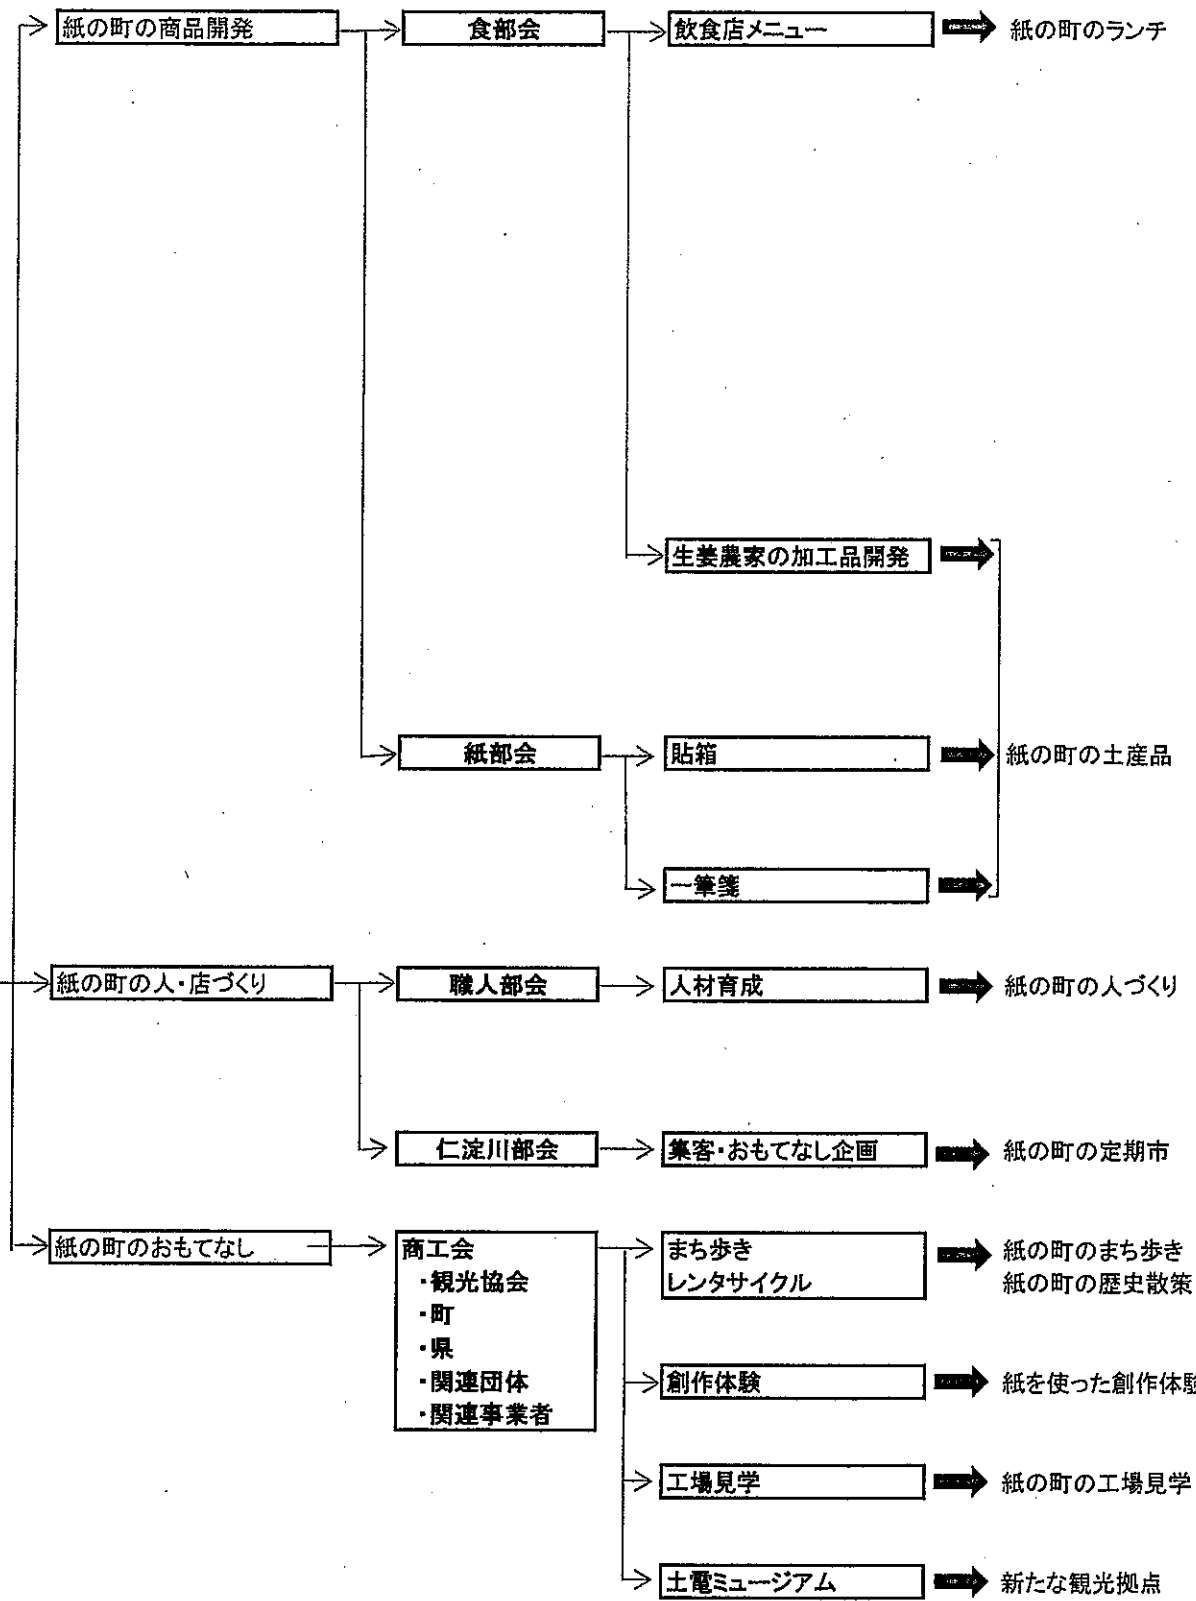 紙の町の商品開発
食部会
飲食店メニュー
紙の町のランチ
生姜農家の加工品開発
紙部会
貼箱
紙の町の土産品
一筆箋
紙の町の人・店づくり
職人部会
人材育成
紙の町の人づくり
仁淀川部会
集客・おもてなし企画
紙の町の定期市
紙の町のおもてなし
商工会
・観光協会
・町
・県
・関連団体
・関連事業者
まち歩き
レンタサイクル
紙の町のまち歩き
紙の町の歴史散策
創作体験
紙を使った創作体験
工場見学
紙の町の工場見学
土電ミュージアム
新たな観光拠点